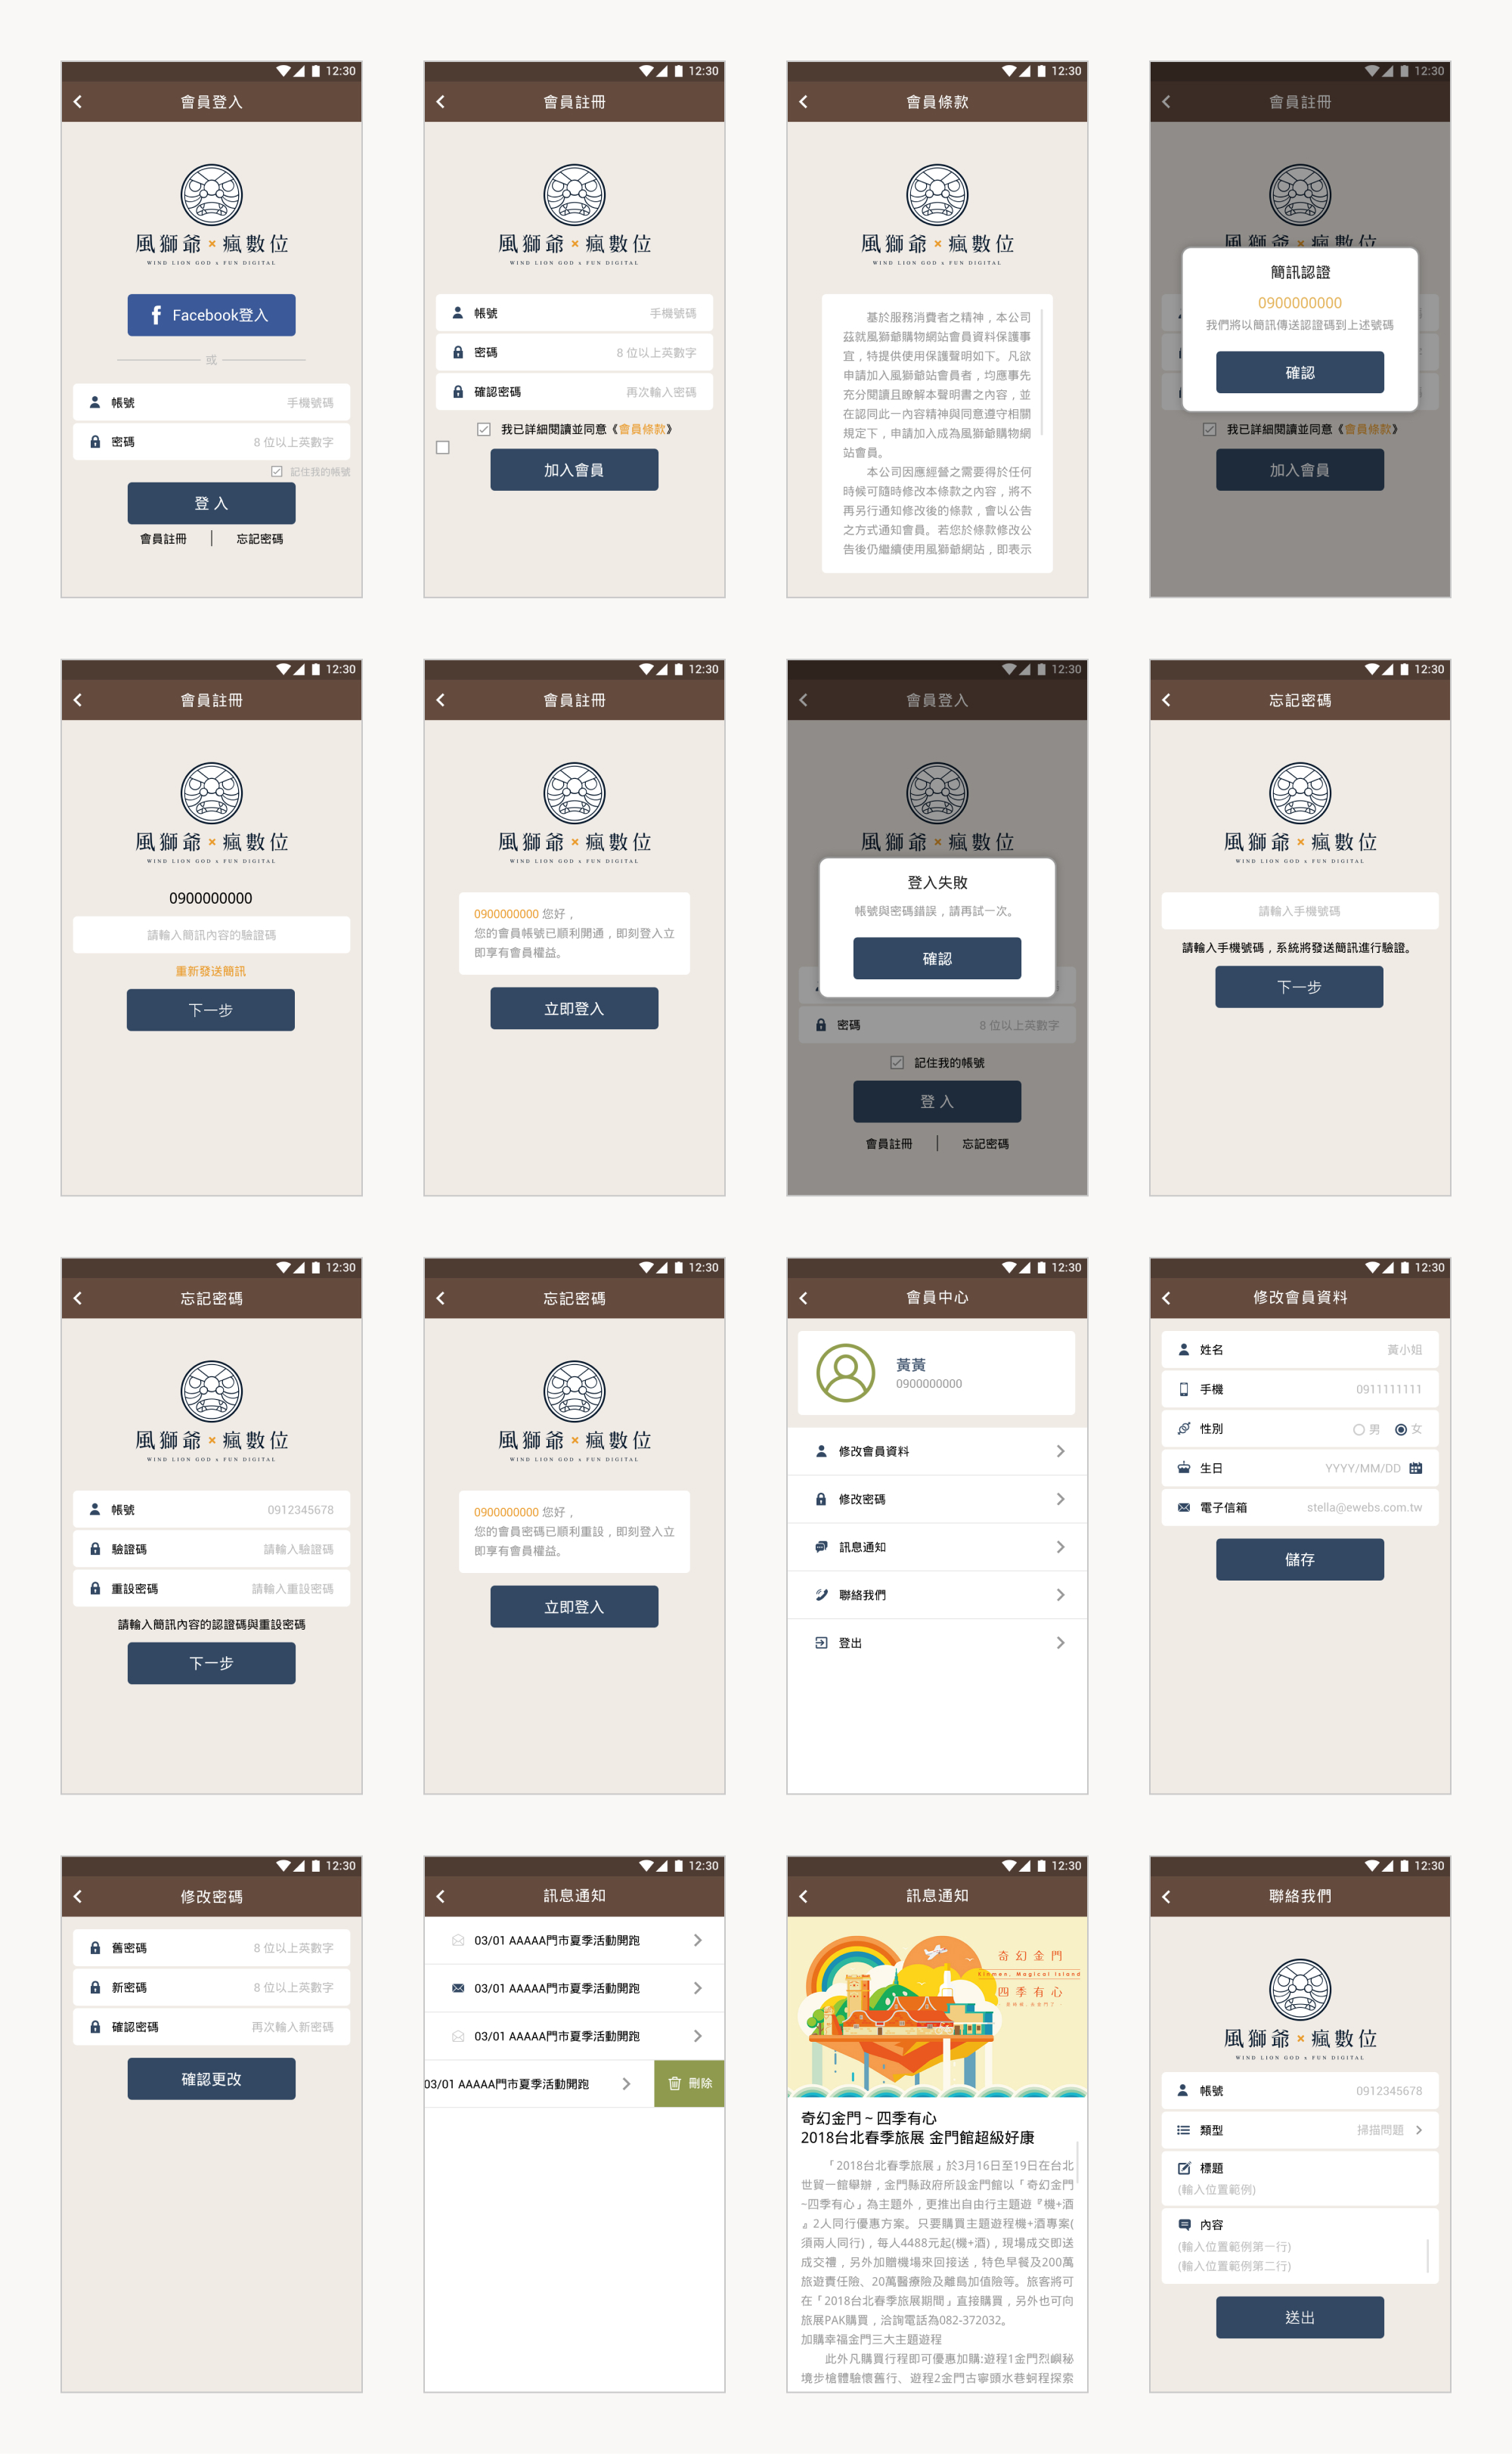 12:30
會員登入
風獅爺×瘋數位
WIND LION GOD x FUN DIGITAL
f Facebook登入
或
帳號 手機號碼
密碼 8 位以上英數字
記住我的帳號
登 入
會員註冊 | 忘記密碼
12:30
會員註冊
風獅爺×瘋數位
WIND LION GOD x FUN DIGITAL
帳號 手機號碼
密碼 8 位以上英數字
確認密碼 再次輸入密碼
我已詳細閱讀並同意《會員條款》
加入會員
12:30
會員條款
風獅爺×瘋數位
WIND LION GOD x FUN DIGITAL
基於服務消費者之精神，本公司
茲就風獅爺購物網站會員資料保護事
宜，特提供使用保護聲明如下。凡欲
申請加入風獅爺站會員者，均應事先
充分閱讀且瞭解本聲明書之內容，並
在認同此一內容精神與同意遵守相關
規定下，申請加入成為風獅爺購物網
站會員。
本公司因應經營之需要得於任何
時候可隨時修改本條款之內容，將不
再另行通知修改後的條款，會以公告
之方式通知會員。若您於條款修改公
告後仍繼續使用風獅爺網站，即表示
12:30
會員註冊
風獅爺×瘋數位
簡訊認證
0900000000
我們將以簡訊傳送認證碼到上述號碼
確認
我已詳細閱讀並同意《會員條款》
加入會員
12:30
會員註冊
風獅爺×瘋數位
WIND LION GOD x FUN DIGITAL
0900000000
請輸入簡訊內容的驗證碼
重新發送簡訊
下一步
12:30
會員註冊
風獅爺×瘋數位
WIND LION GOD x FUN DIGITAL
0900000000 您好，
您的會員帳號已順利開通，即刻登入立
即享有會員權益。
立即登入
12:30
會員登入
風獅爺×瘋數位
登入失敗
帳號與密碼錯誤，請再試一次。
確認
密碼 8 位以上英數字
記住我的帳號
登 入
會員註冊 | 忘記密碼
12:30
忘記密碼
風獅爺×瘋數位
WIND LION GOD x FUN DIGITAL
請輸入手機號碼
請輸入手機號碼，系統將發送簡訊進行驗證。
下一步
12:30
忘記密碼
風獅爺×瘋數位
WIND LION GOD x FUN DIGITAL
帳號 0912345678
驗證碼 請輸入驗證碼
重設密碼 請輸入重設密碼
請輸入簡訊內容的認證碼與重設密碼
下一步
12:30
忘記密碼
風獅爺×瘋數位
WIND LION GOD x FUN DIGITAL
0900000000 您好，
您的會員密碼已順利重設，即刻登入立
即享有會員權益。
立即登入
12:30
會員中心
黃黃
0900000000
修改會員資料
修改密碼
訊息通知
聯絡我們
登出
12:30
修改會員資料
姓名 黃小姐
手機 0911111111
性別 男 女
生日 YYYY/MM/DD
電子信箱 stella@ewebs.com.tw
儲存
12:30
修改密碼
舊密碼 8 位以上英數字
新密碼 8 位以上英數字
確認密碼 再次輸入新密碼
確認更改
12:30
訊息通知
03/01 AAAAA門市夏季活動開跑
03/01 AAAAA門市夏季活動開跑
03/01 AAAAA門市夏季活動開跑
03/01 AAAAA門市夏季活動開跑 刪除
12:30
訊息通知
奇幻金門
Kinmen, Magical Island
四季有心
奇幻金門 ~ 四季有心
2018台北春季旅展 金門館超級好康
「2018台北春季旅展」於3月16日至19日在台北
世貿一館舉辦，金門縣政府所設金門館以「奇幻金門
~四季有心」為主題外，更推出自由行主題遊『機+酒
』2人同行優惠方案。只要購買主題遊程機+酒專案(
須兩人同行)，每人4488元起(機+酒)，現場成交即送
成交禮，另外加贈機場來回接送，特色早餐及200萬
旅遊責任險、20萬醫療險及離島加值險等。旅客將可
在「2018台北春季旅展期間」直接購買，另外也可向
旅展PAK購買，洽詢電話為082-372032。
加購幸福金門三大主題遊程
此外凡購買行程即可優惠加購:遊程1金門烈嶼秘
境步槍體驗懷舊行、遊程2金門古寧頭水巷蚵程探索
12:30
聯絡我們
風獅爺×瘋數位
WIND LION GOD x FUN DIGITAL
帳號 0912345678
類型 掃描問題
標題
(輸入位置範例)
內容
(輸入位置範例第一行)
(輸入位置範例第二行)
送出